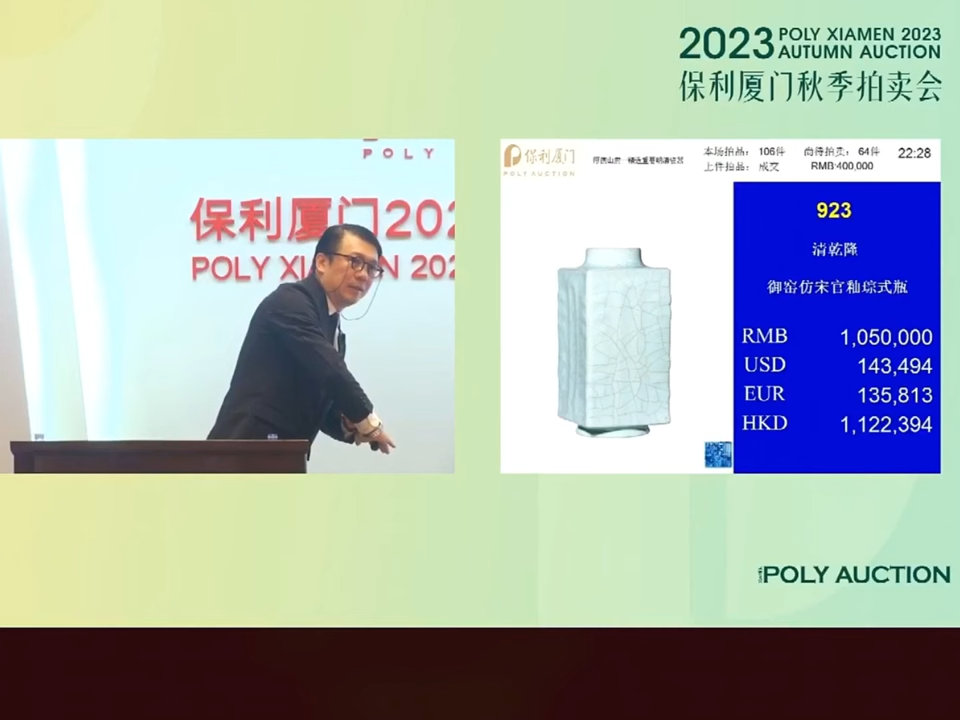 2023 POLY XIAMEN 2023
AUTUMN AUCTION
保利厦门秋季拍卖会
POLY
保利厦门202
POLY XI N 202
保利厦门
POLY AUCTION
本场拍品： 106件 尚待拍卖： 64件 22:28
上件拍品： 成交 RMB 400,000
923
清乾隆
御窑仿宋官釉琮式瓶
RMB 1,050,000
USD 143,494
EUR 135,813
HKD 1,122,394
POLY AUCTION